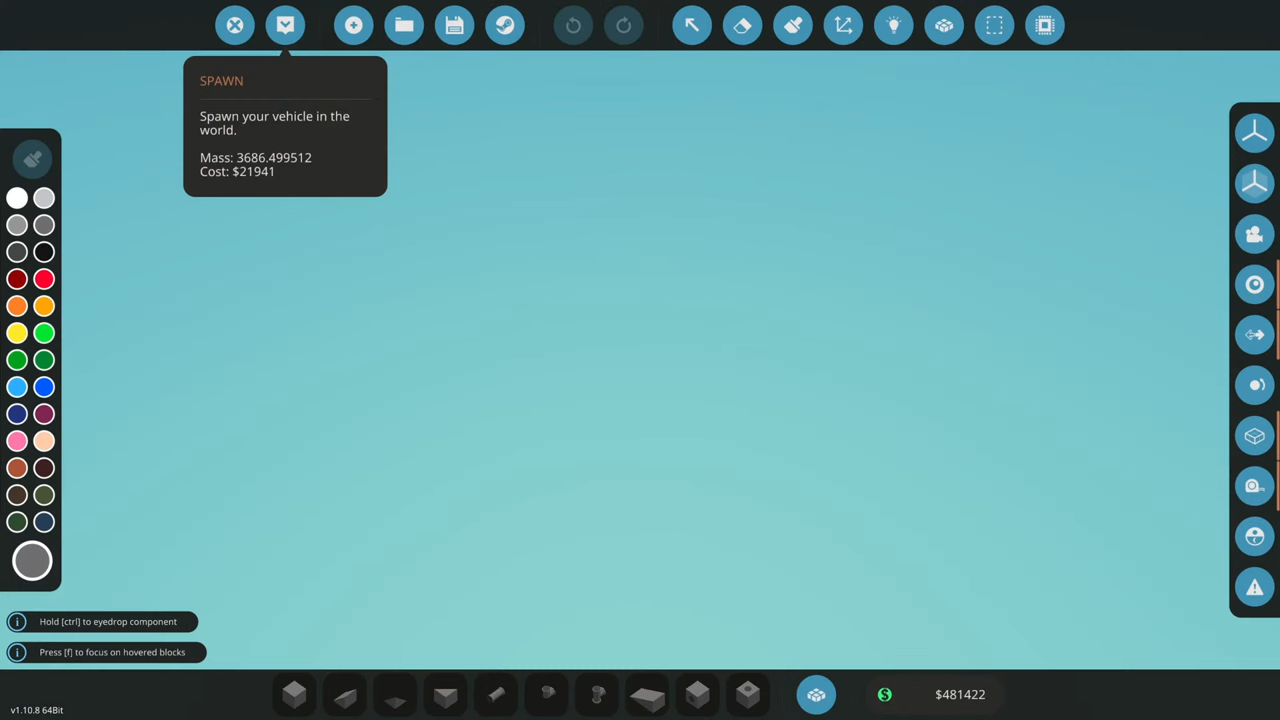 SPAWN
Spawn your vehicle in the
world.
Mass: 3686.499512
Cost: $21941
Hold [ctrl] to eyedrop component
Press [f] to focus on hovered blocks
$481422
v1.10.8 64Bit